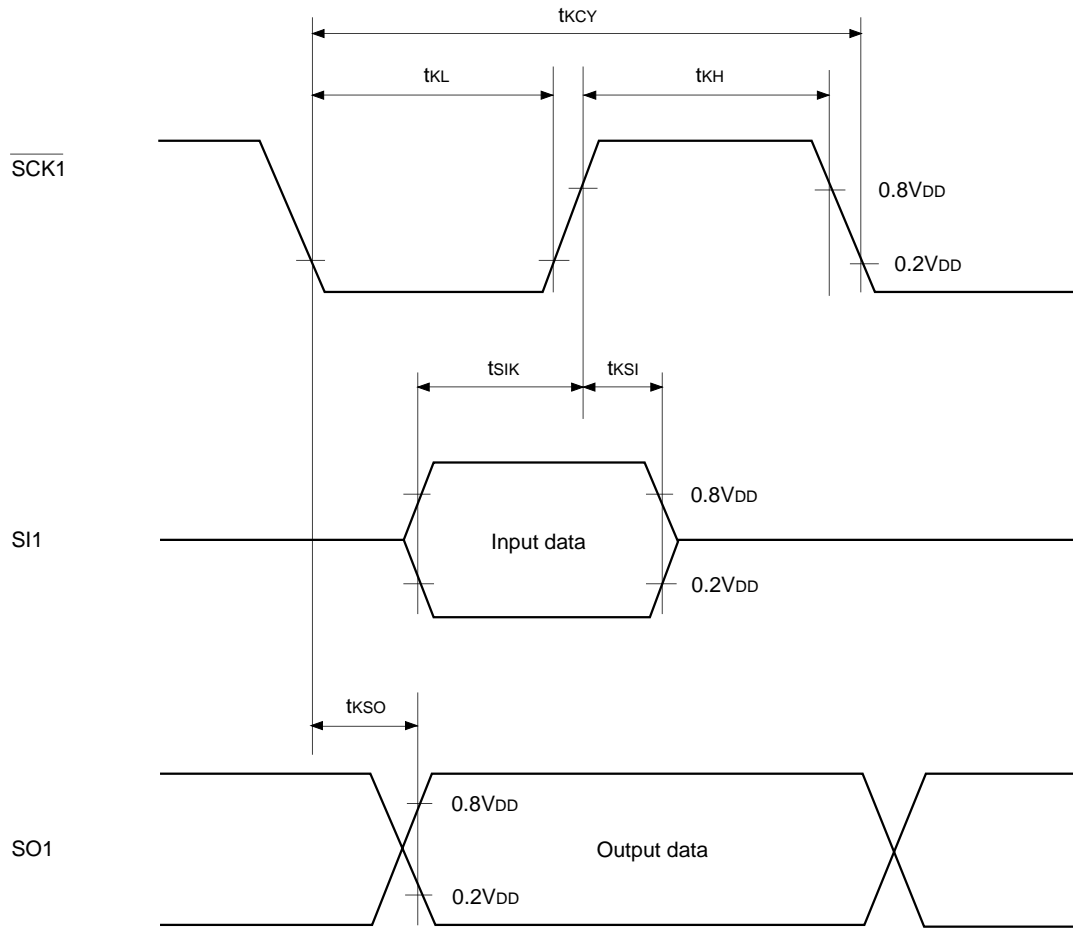 tKCY
tKL
tKH
SCK1
0.8VDD
0.2VDD
tSIK
tKSI
SI1
0.8VDD
Input data
0.2VDD
tKSO
0.8VDD
SO1
Output data
0.2VDD